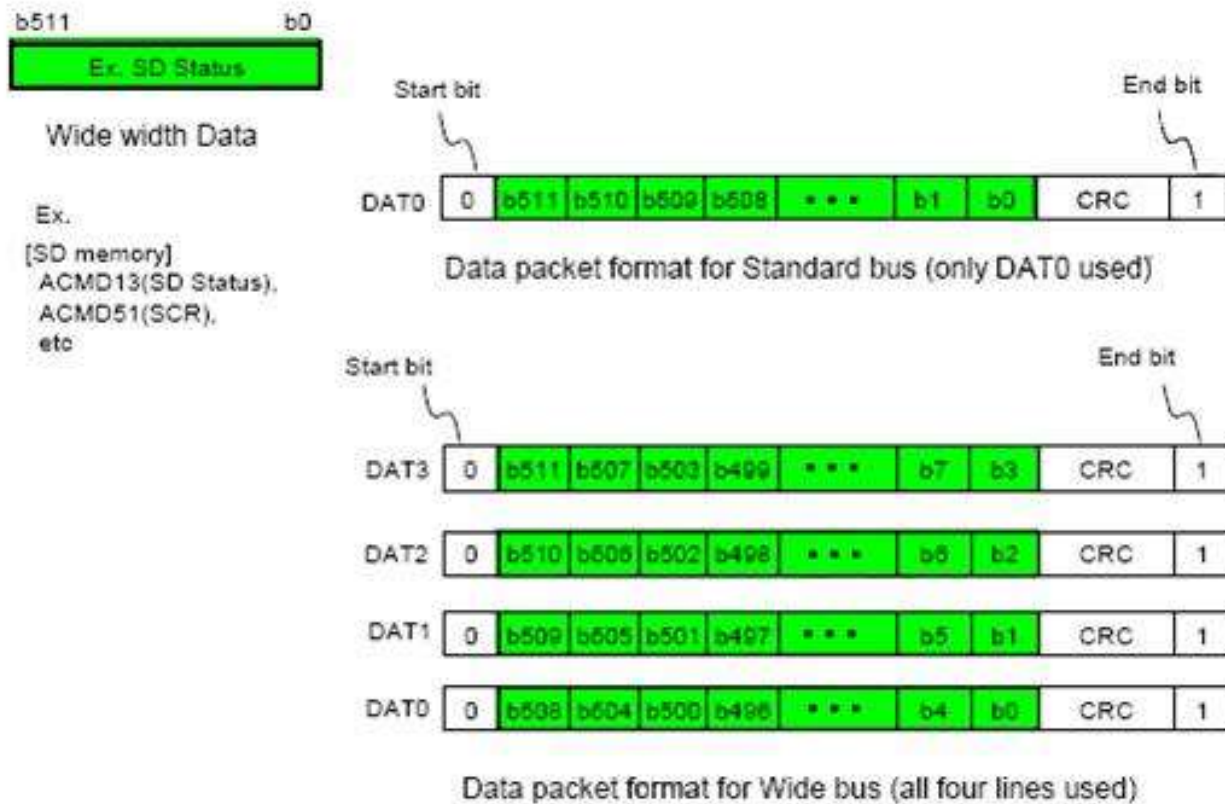 b511 b0
Ex. SD Status
Wide width Data
Ex.
[SD memory]
ACMD13(SD Status),
ACMD51(SCR),
etc
Start bit End bit
DAT0 0 b511 b510 b509 b508 • • • b1 b0 CRC 1
Data packet format for Standard bus (only DAT0 used)
Start bit End bit
DAT3 0 b511 b507 b503 b499 • • • b7 b3 CRC 1
DAT2 0 b510 b506 b502 b498 • • • b6 b2 CRC 1
DAT1 0 b509 b505 b501 b497 • • • b5 b1 CRC 1
DAT0 0 b508 b504 b500 b496 • • • b4 b0 CRC 1
Data packet format for Wide bus (all four lines used)